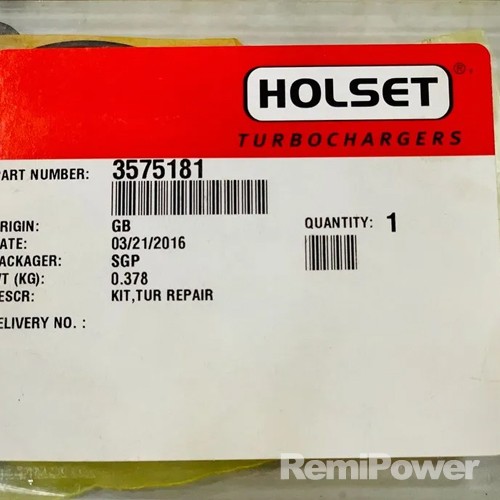 HOLSET®
TURBOCHARGERS
PART NUMBER: 3575181
RIGIN: GB
ATE: 03/21/2016
ACKAGER: SGP
T (KG): 0.378
ESCR: KIT,TUR REPAIR
ELIVERY NO. :
QUANTITY: 1
RemiPower